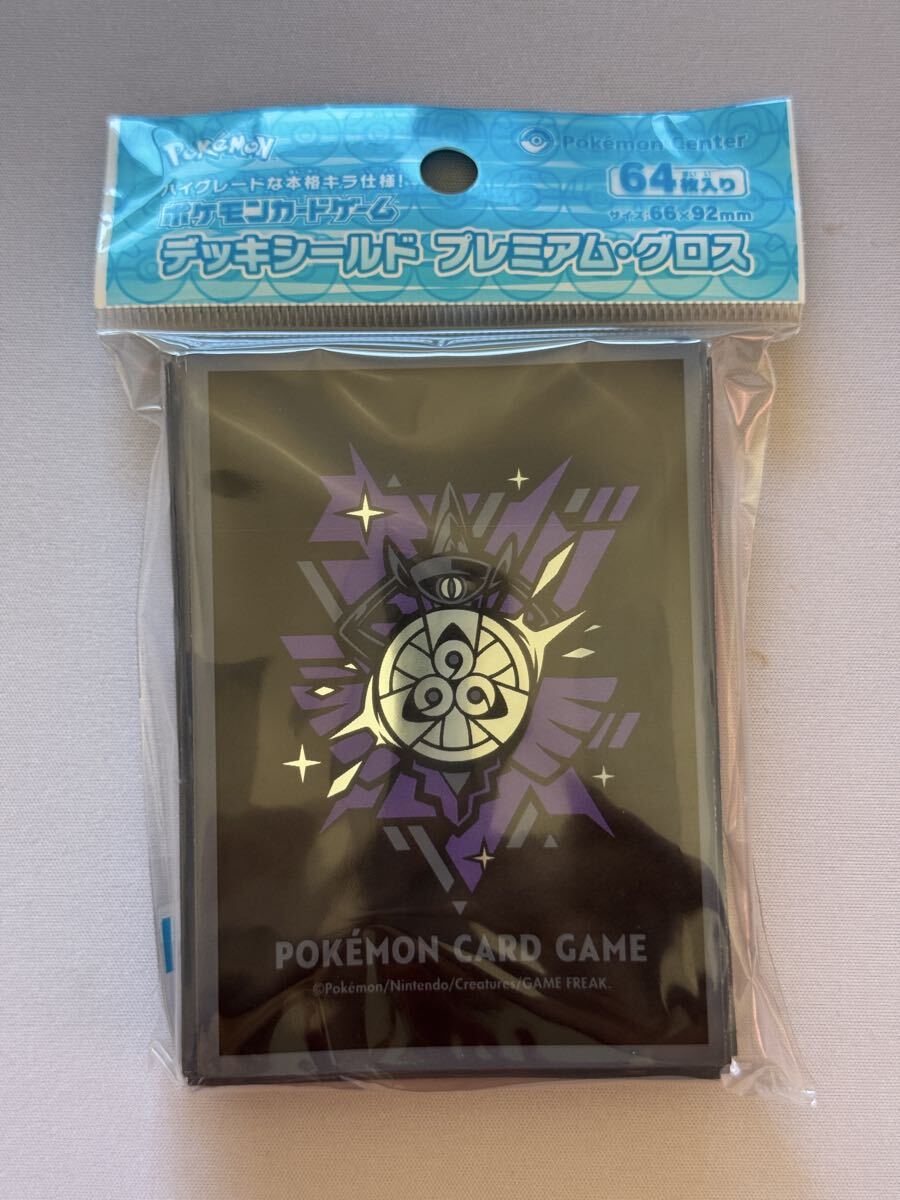 POKÉMON
Pokémon Center
ハイグレードな本格キラ仕様!
64枚入り
ポケモンカードゲーム
サイズ:66×92mm
デッキシールド プレミアム・グロス
POKÉMON CARD GAME
©Pokémon/Nintendo/Creatures/GAME FREAK.